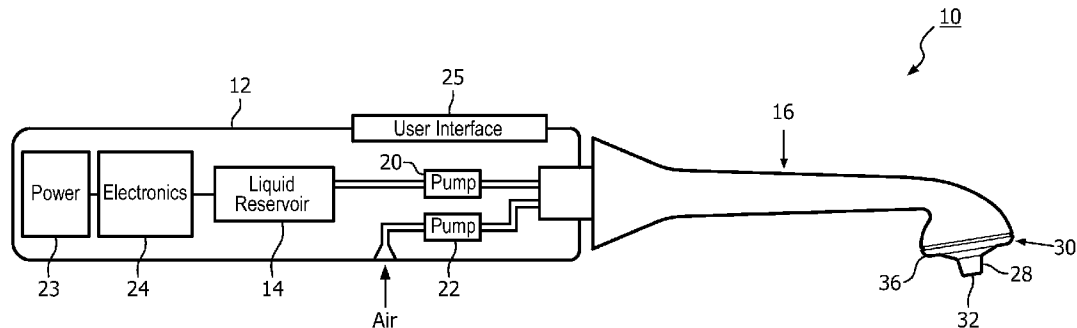 10
12
25
User Interface
16
20
Pump
Power
Electronics
Liquid
Reservoir
Pump
30
23
24
14
22
36
28
32
Air